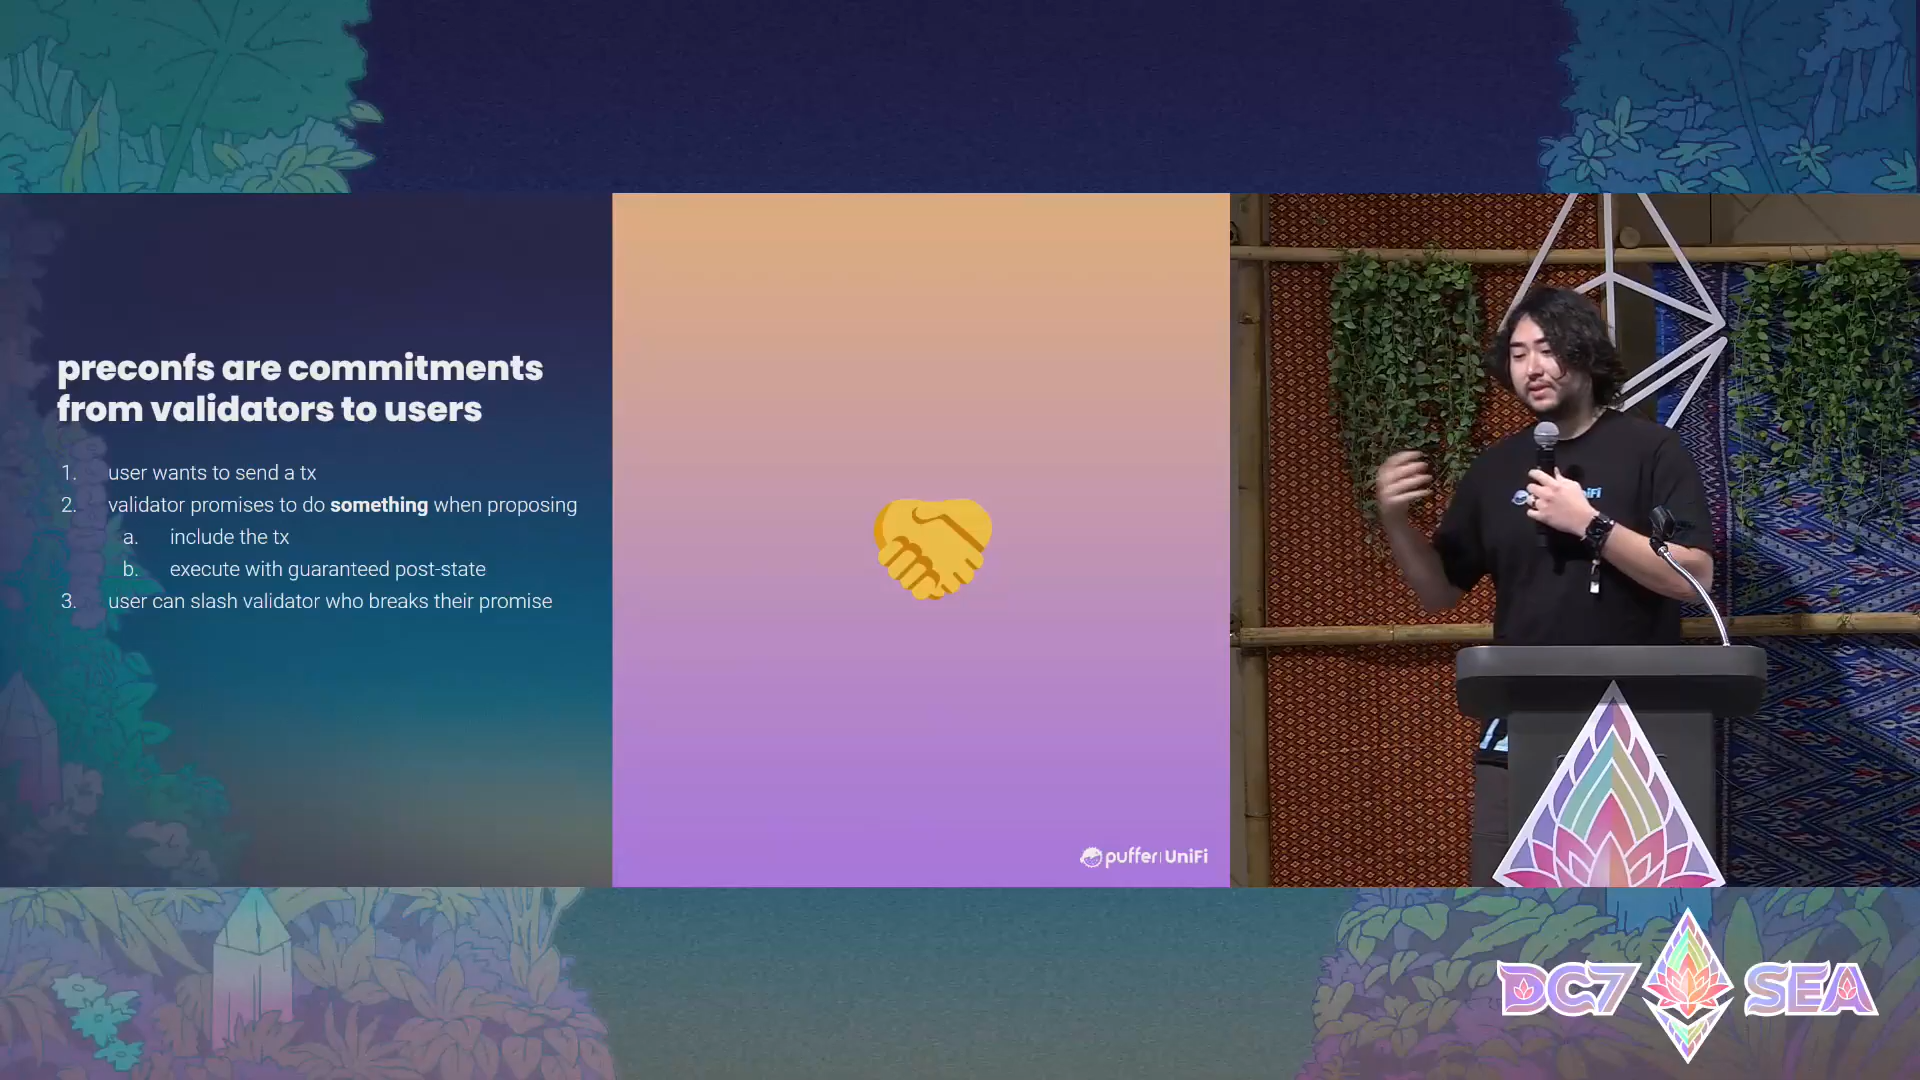 preconfs are commitments
from validators to users
1. user wants to send a tx
2. validator promises to do something when proposing
a. include the tx
b. execute with guaranteed post-state
3. user can slash validator who breaks their promise
puffer UniFi
DC7 SEA